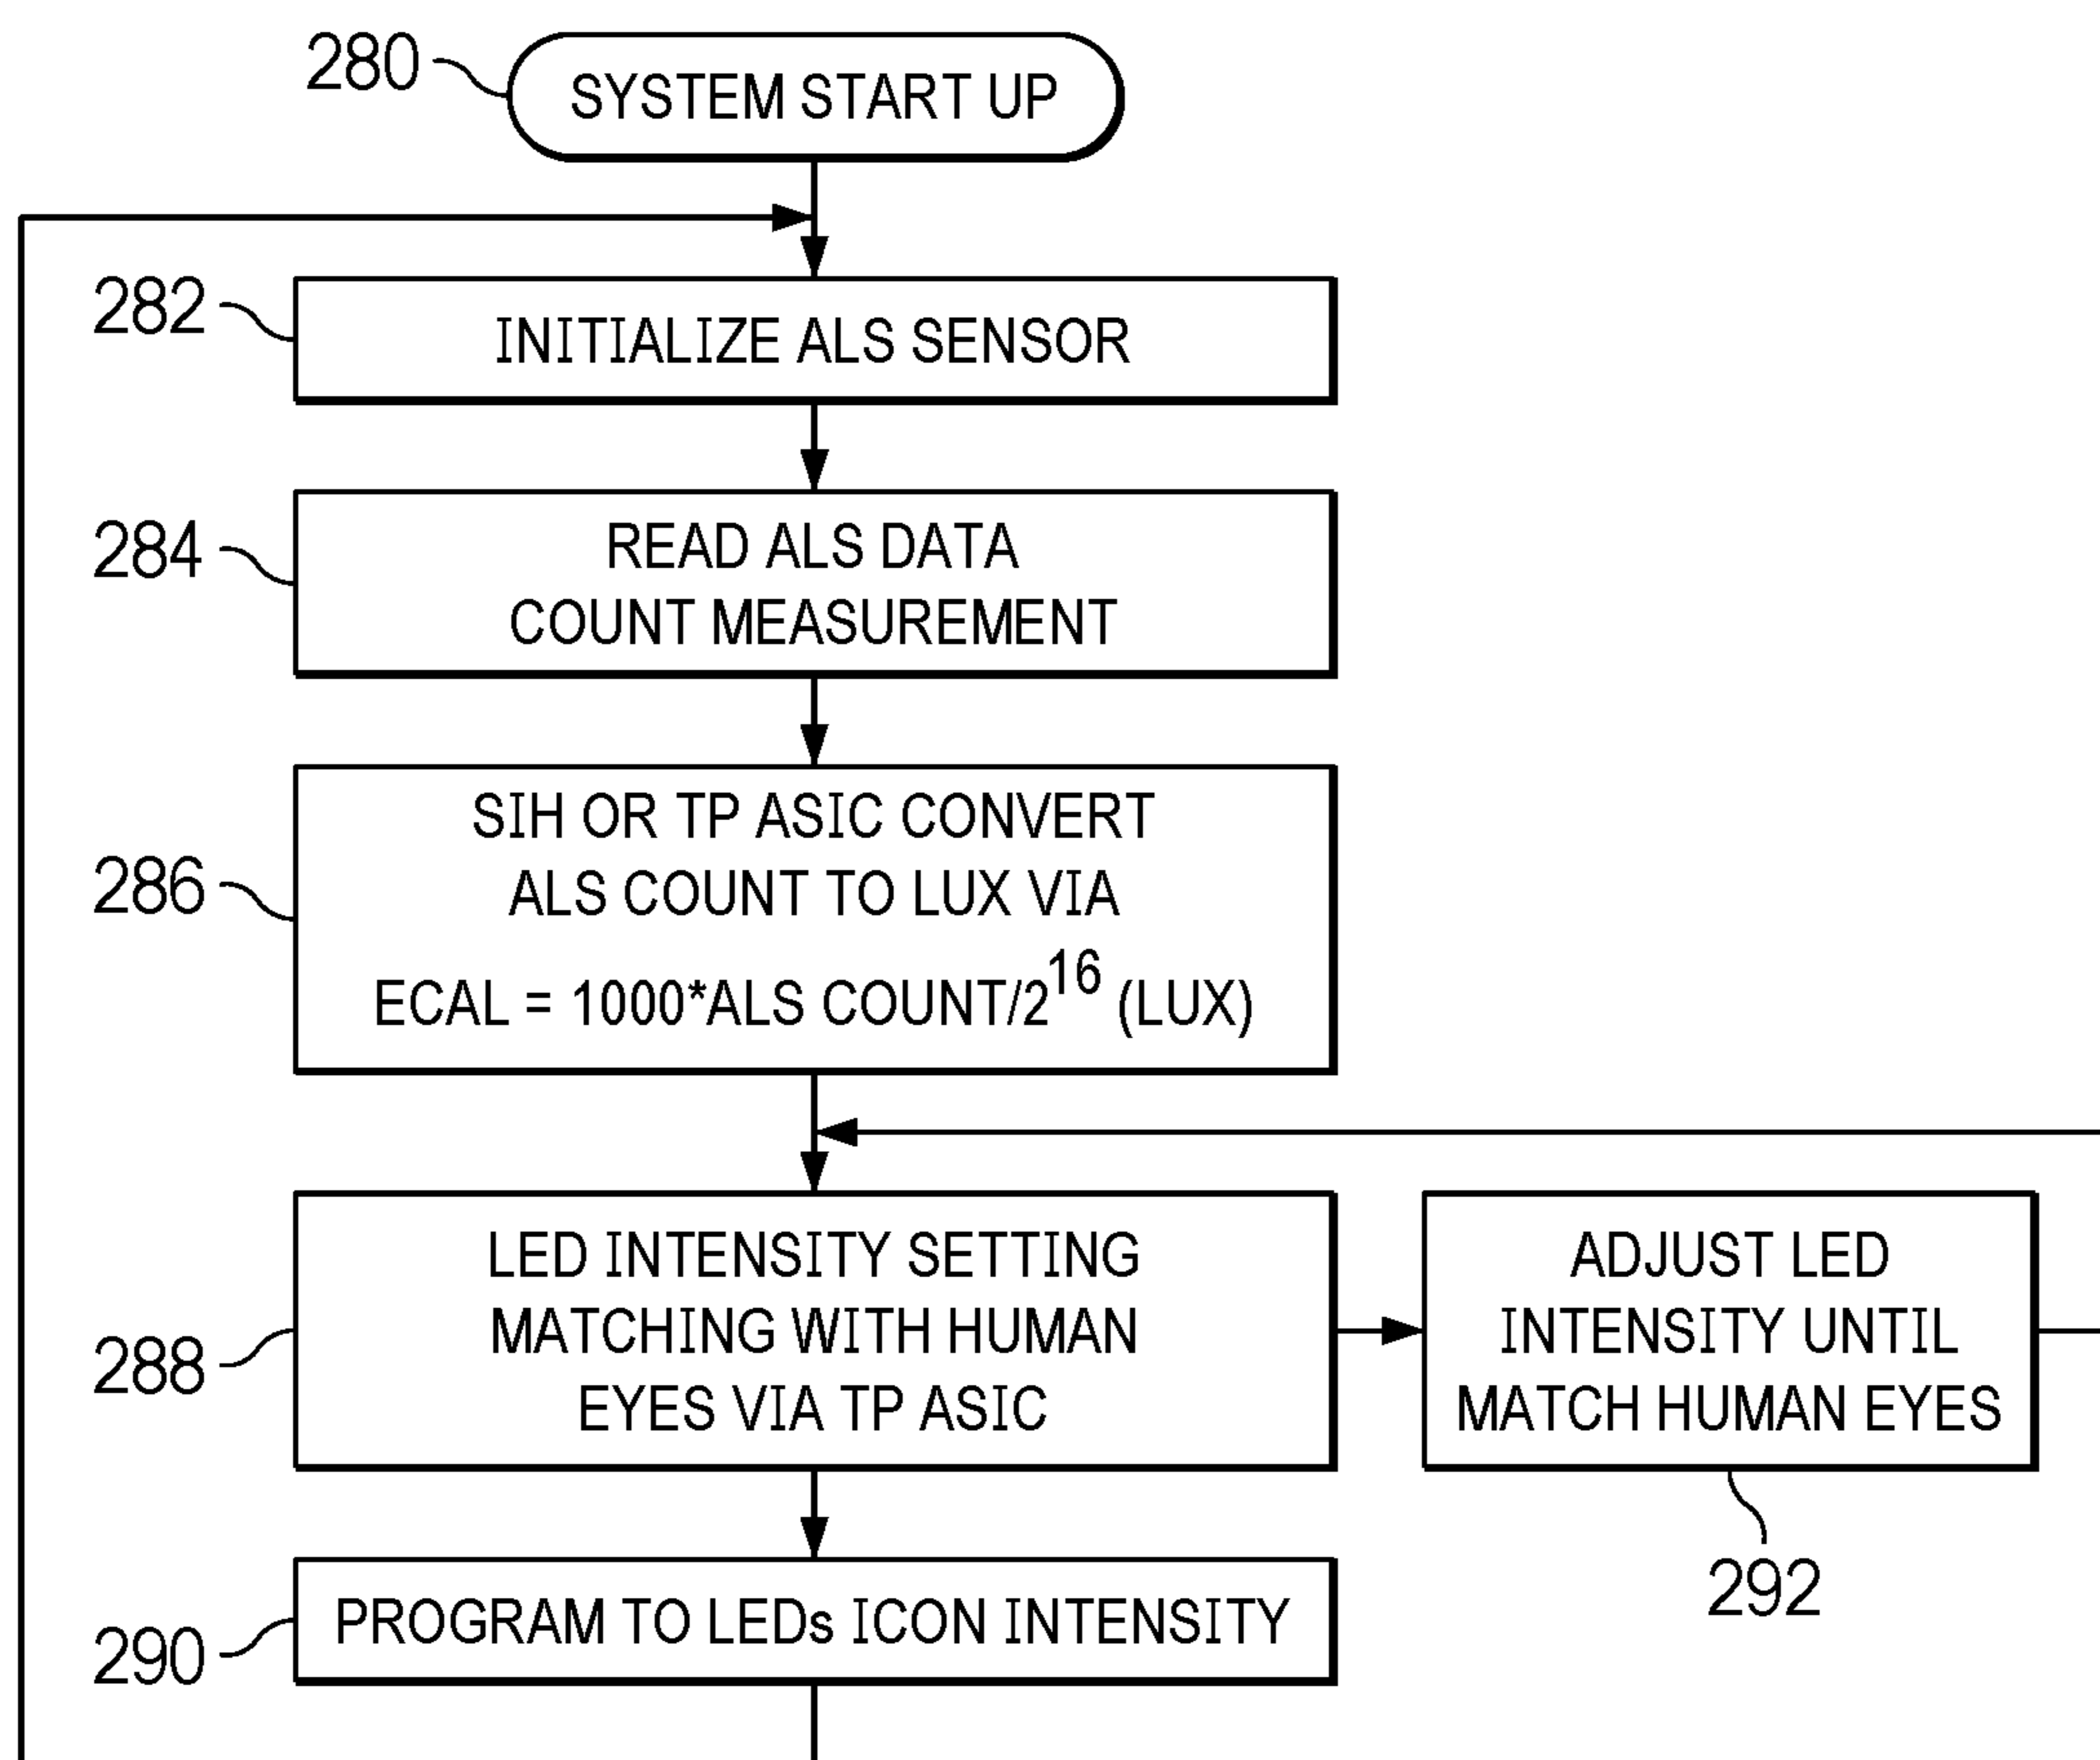 280
SYSTEM START UP
282
INITIALIZE ALS SENSOR
284
READ ALS DATA
COUNT MEASUREMENT
286
SIH OR TP ASIC CONVERT
ALS COUNT TO LUX VIA
ECAL = 1000*ALS COUNT/2^16 (LUX)
288
LED INTENSITY SETTING
MATCHING WITH HUMAN
EYES VIA TP ASIC
ADJUST LED
INTENSITY UNTIL
MATCH HUMAN EYES
292
290
PROGRAM TO LEDs ICON INTENSITY